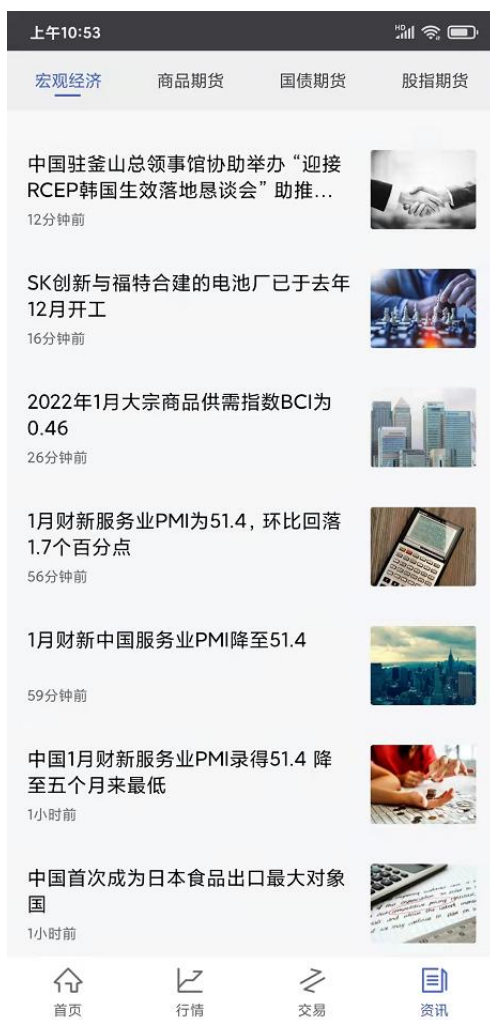 上午10:53
HD
宏观经济 商品期货 国债期货 股指期货
中国驻釜山总领事馆协助举办“迎接
RCEP韩国生效落地恳谈会”助推...
12分钟前
SK创新与福特合建的电池厂已于去年
12月开工
16分钟前
2022年1月大宗商品供需指数BCI为
0.46
26分钟前
1月财新服务业PMI为51.4，环比回落
1.7个百分点
56分钟前
1月财新中国服务业PMI降至51.4
59分钟前
中国1月财新服务业PMI录得51.4 降
至五个月来最低
1小时前
中国首次成为日本食品出口最大对象
国
1小时前
首页 行情 交易 资讯